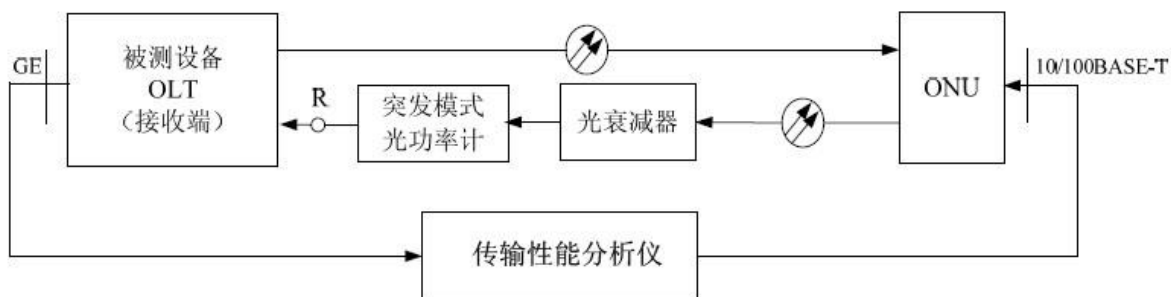 GE
被测设备
OLT
（接收端）
R
突发模式
光功率计
光衰减器
ONU
10/100BASE-T
传输性能分析仪